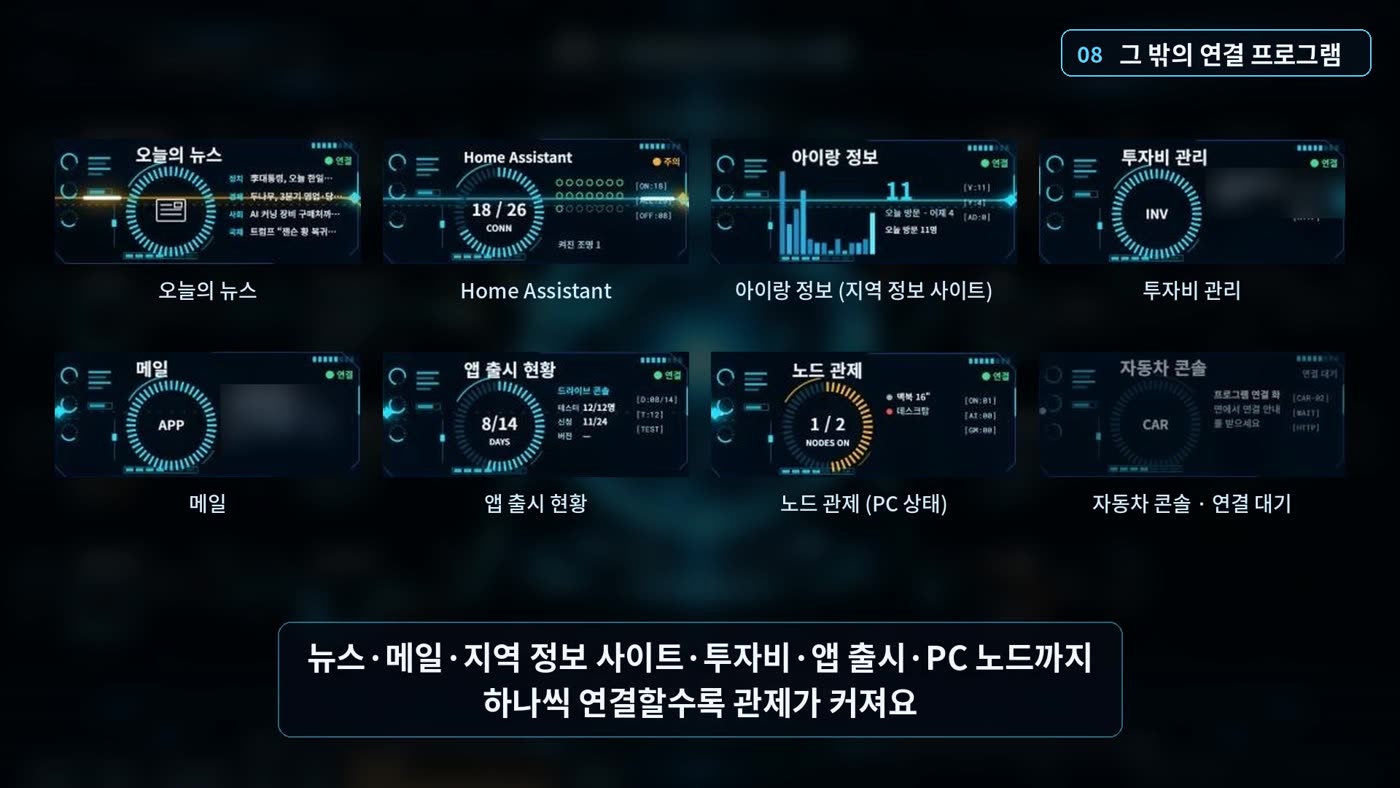 08 그 밖의 연결 프로그램
오늘의 뉴스
연결
정치 李대통령, 오늘 한일…
경제 두나무, 3분기 영업·당…
사회 AI 커닝 장비 구매처까…
국제 트럼프 "젠슨 황 복귀…
오늘의 뉴스
Home Assistant
주의
18 / 26
CONN
[ON:18]
[OFF:08]
켜진 조명 1
Home Assistant
아이랑 정보
연결
11
오늘 방문 · 어제 4
오늘 방문 11명
[V:11]
[Y:4]
[AD:0]
아이랑 정보 (지역 정보 사이트)
투자비 관리
연결
INV
투자비 관리
메일
연결
APP
메일
앱 출시 현황
연결
8/14
DAYS
드라이브 콘솔
테스터 12/12명
신청 11/24
버전 —
[D:08/14]
[T:12]
[TEST]
앱 출시 현황
노드 관제
연결
1 / 2
NODES ON
맥북 16"
데스크탑
[ON:01]
[AI:00]
[GM:00]
노드 관제 (PC 상태)
자동차 콘솔
연결 대기
CAR
프로그램 연결 화
면에서 연결 안내
를 받으세요
[CAR-02]
[WAIT]
[HTTP]
자동차 콘솔 · 연결 대기
뉴스·메일·지역 정보 사이트·투자비·앱 출시·PC 노드까지
하나씩 연결할수록 관제가 커져요